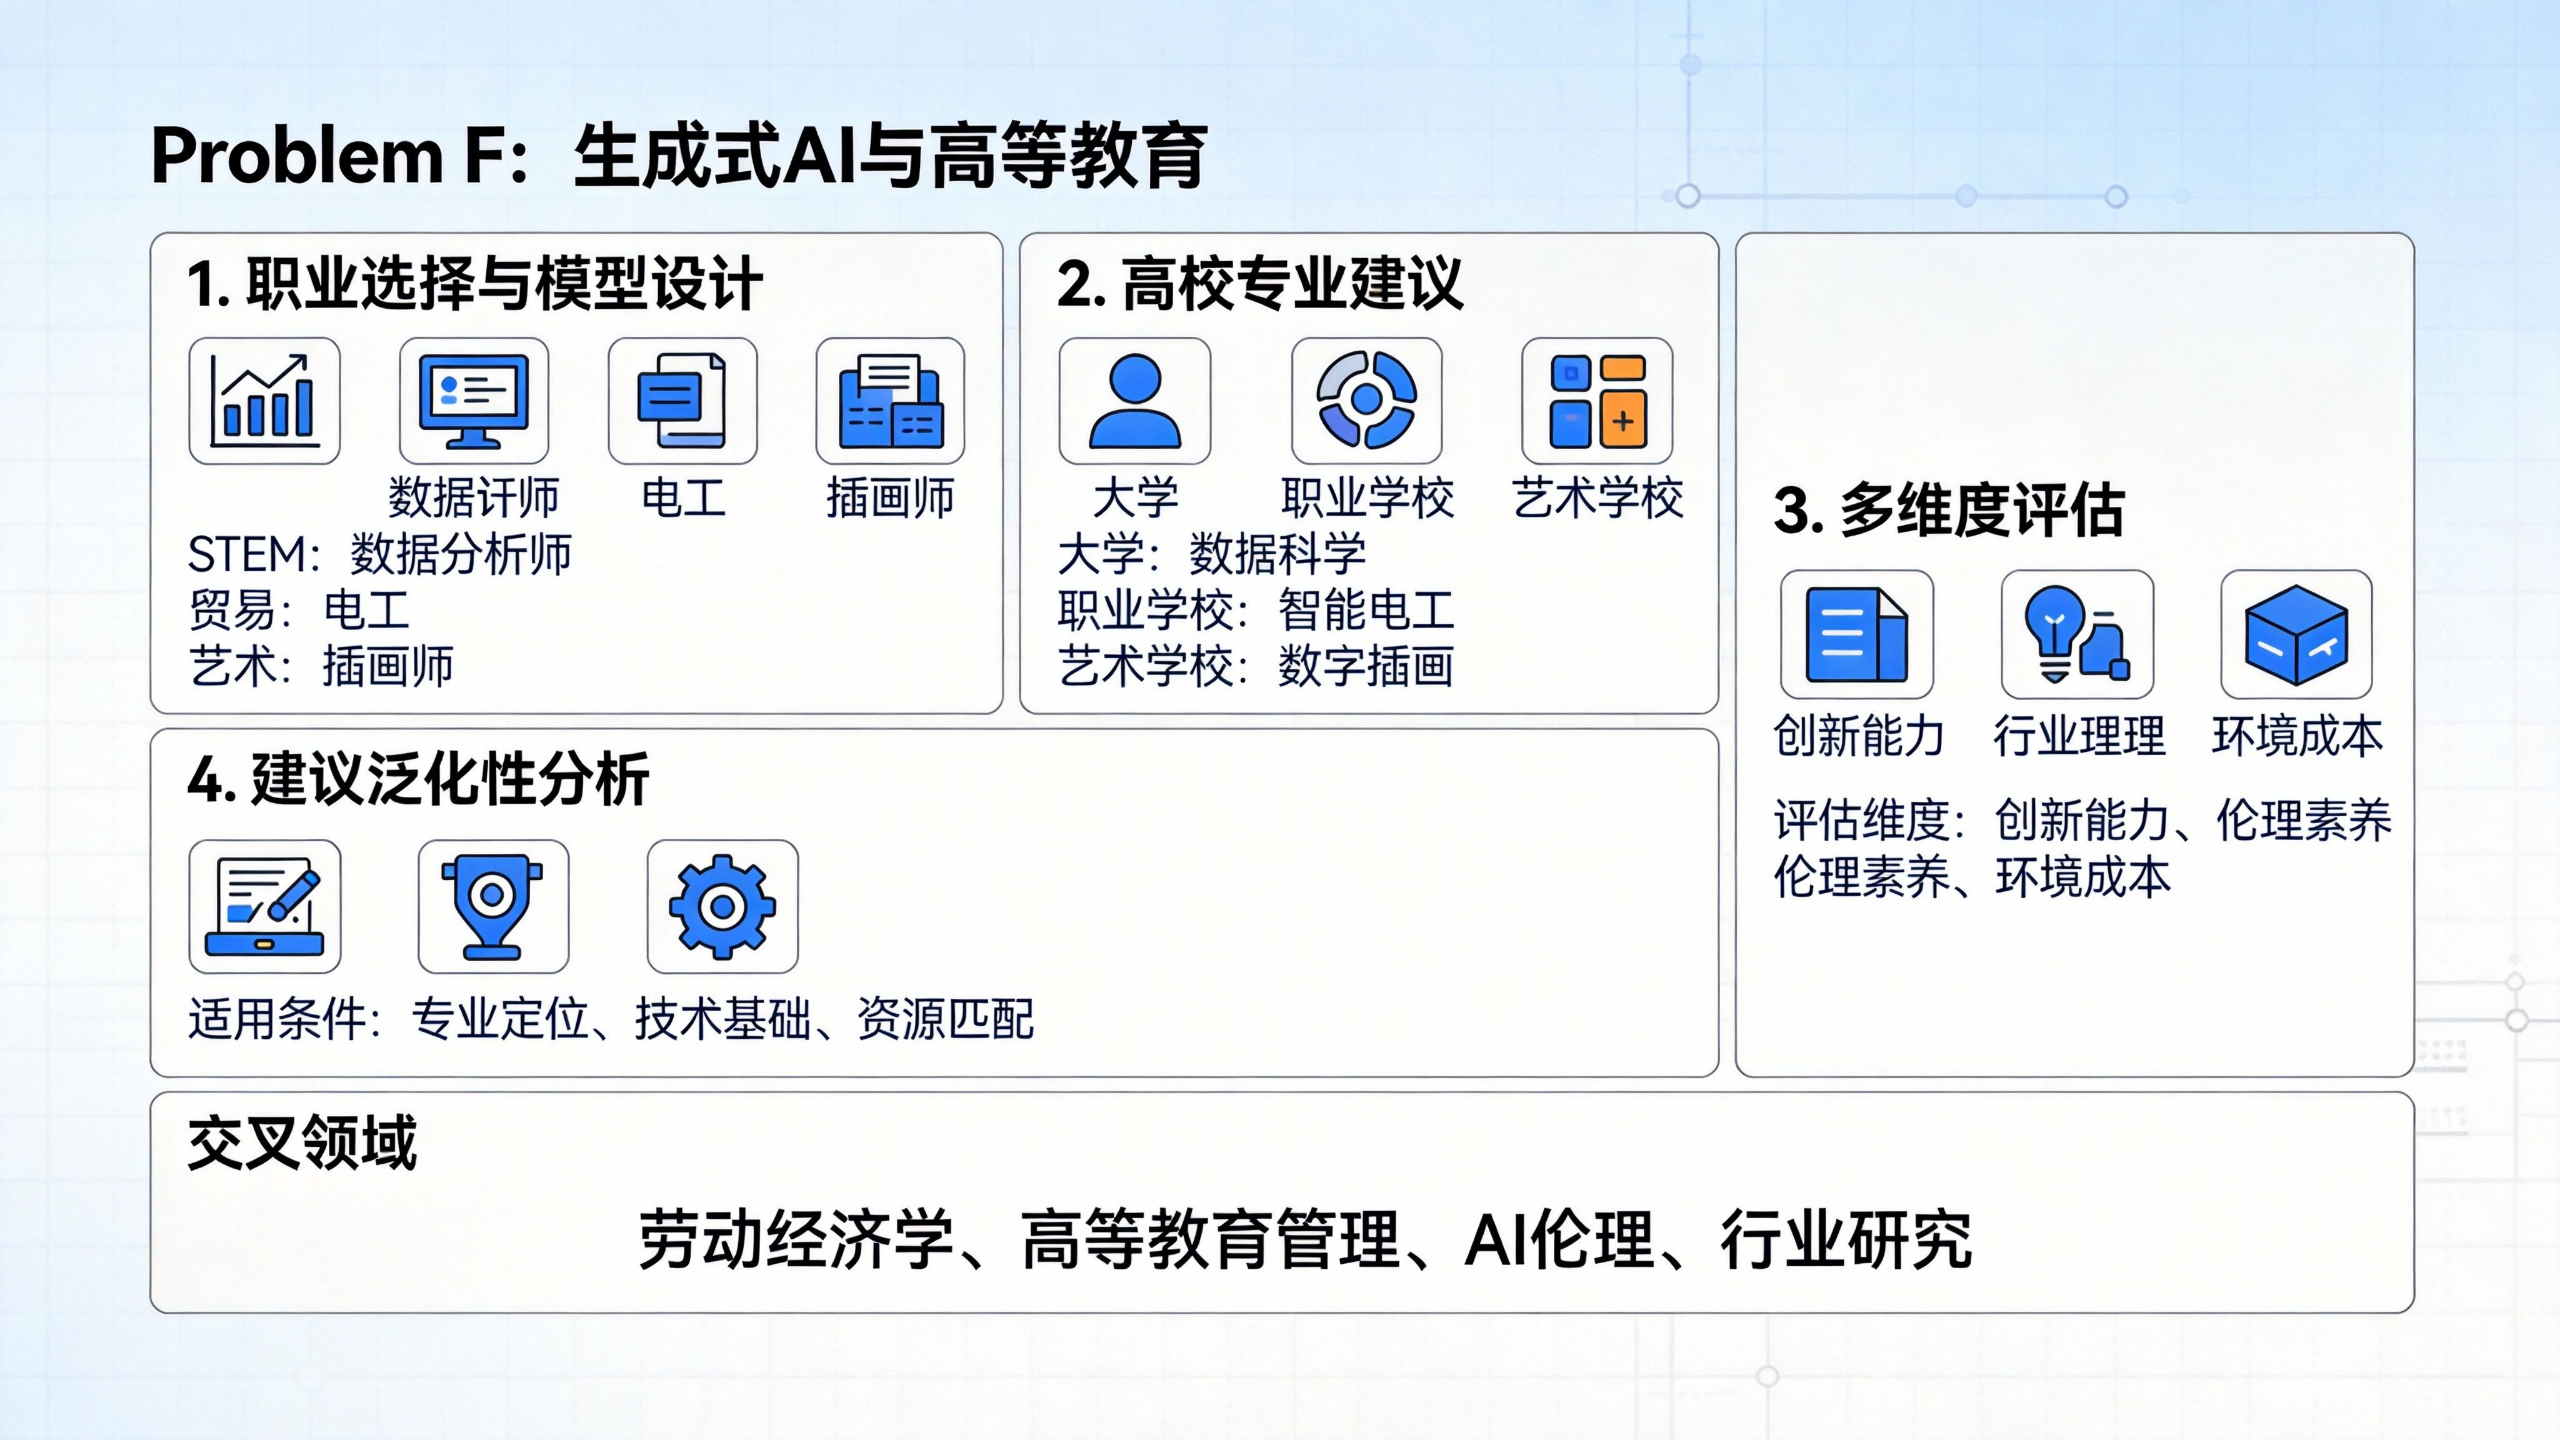 Problem F：生成式AI与高等教育
1. 职业选择与模型设计
数据讦师 电工 插画师
STEM：数据分析师
贸易：电工
艺术：插画师
2. 高校专业建议
大学 职业学校 艺术学校
大学：数据科学
职业学校：智能电工
艺术学校：数字插画
3. 多维度评估
创新能力 行业理理 环境成本
评估维度：创新能力、伦理素养
伦理素养、环境成本
4. 建议泛化性分析
适用条件：专业定位、技术基础、资源匹配
交叉领域
劳动经济学、高等教育管理、AI伦理、行业研究